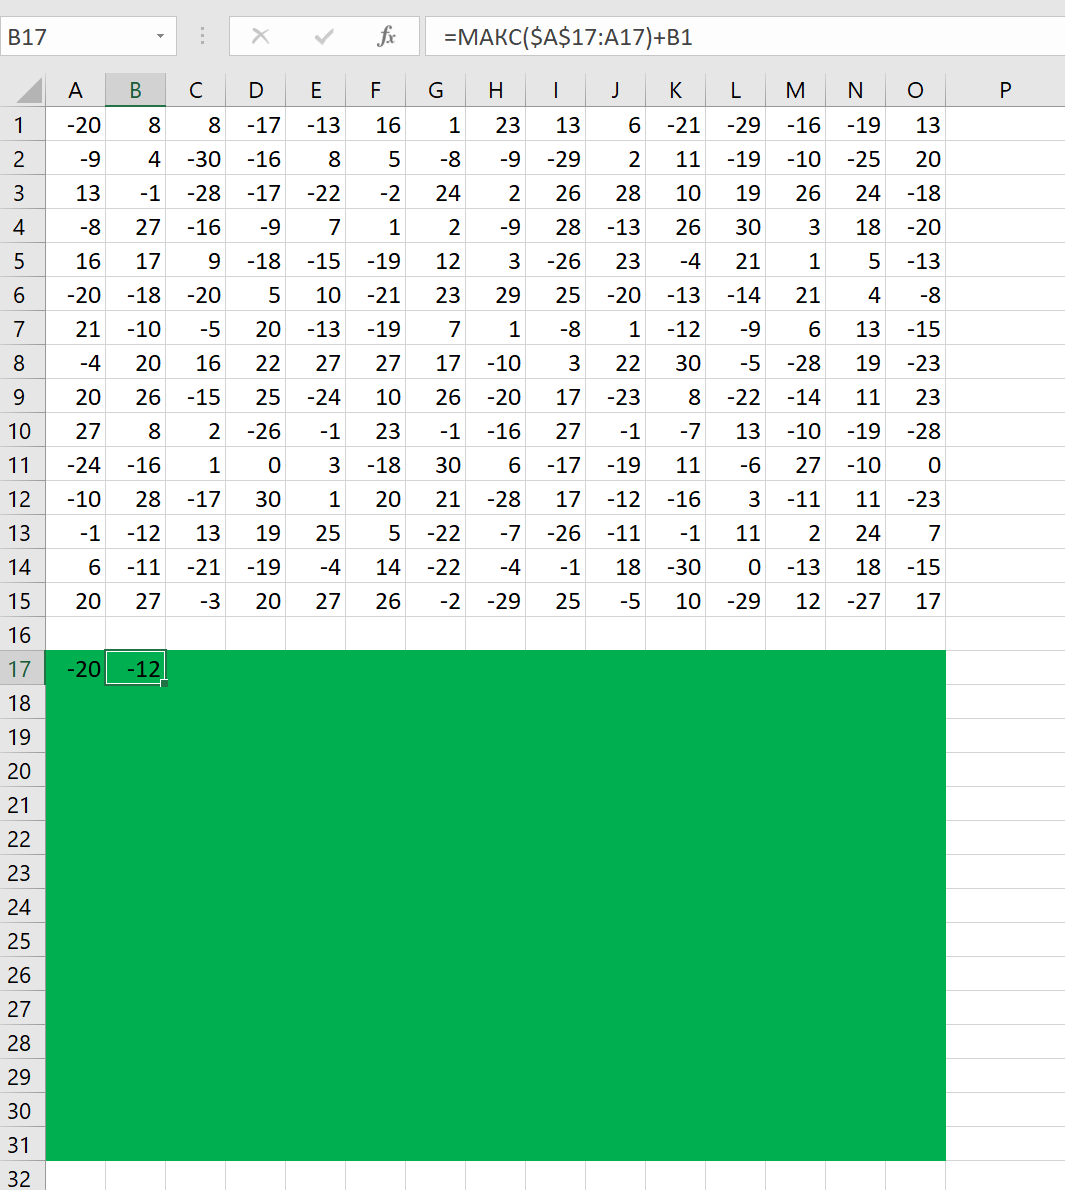 B17 fx =МАКС($A$17:A17)+B1
A B C D E F G H I J K L M N O P
1 -20 8 8 -17 -13 16 1 23 13 6 -21 -29 -16 -19 13
2 -9 4 -30 -16 8 5 -8 -9 -29 2 11 -19 -10 -25 20
3 13 -1 -28 -17 -22 -2 24 2 26 28 10 19 26 24 -18
4 -8 27 -16 -9 7 1 2 -9 28 -13 26 30 3 18 -20
5 16 17 9 -18 -15 -19 12 3 -26 23 -4 21 1 5 -13
6 -20 -18 -20 5 10 -21 23 29 25 -20 -13 -14 21 4 -8
7 21 -10 -5 20 -13 -19 7 1 -8 1 -12 -9 6 13 -15
8 -4 20 16 22 27 27 17 -10 3 22 30 -5 -28 19 -23
9 20 26 -15 25 -24 10 26 -20 17 -23 8 -22 -14 11 23
10 27 8 2 -26 -1 23 -1 -16 27 -1 -7 13 -10 -19 -28
11 -24 -16 1 0 3 -18 30 6 -17 -19 11 -6 27 -10 0
12 -10 28 -17 30 1 20 21 -28 17 -12 -16 3 -11 11 -23
13 -1 -12 13 19 25 5 -22 -7 -26 -11 -1 11 2 24 7
14 6 -11 -21 -19 -4 14 -22 -4 -1 18 -30 0 -13 18 -15
15 20 27 -3 20 27 26 -2 -29 25 -5 10 -29 12 -27 17
16
17 -20 -12
18
19
20
21
22
23
24
25
26
27
28
29
30
31
32